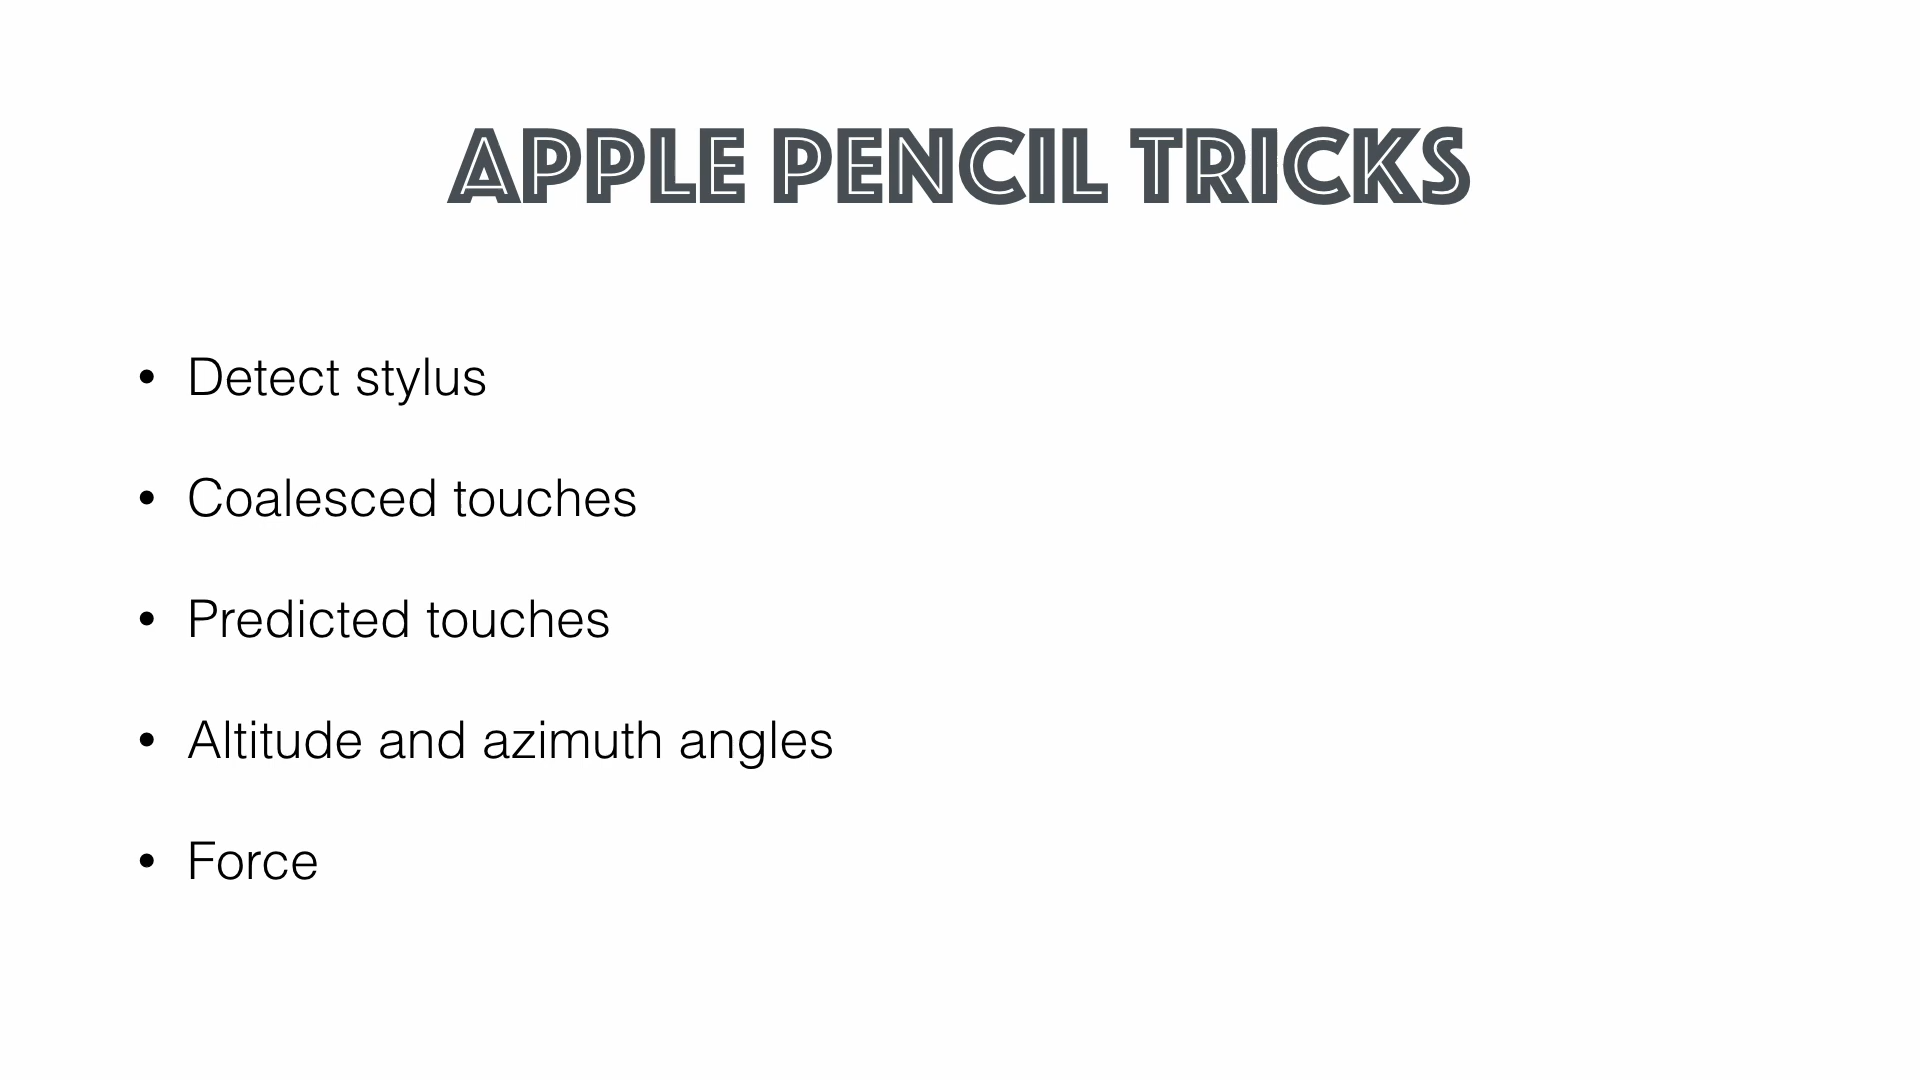 APPLE PENCIL TRICKS
• Detect stylus
• Coalesced touches
• Predicted touches
• Altitude and azimuth angles
• Force